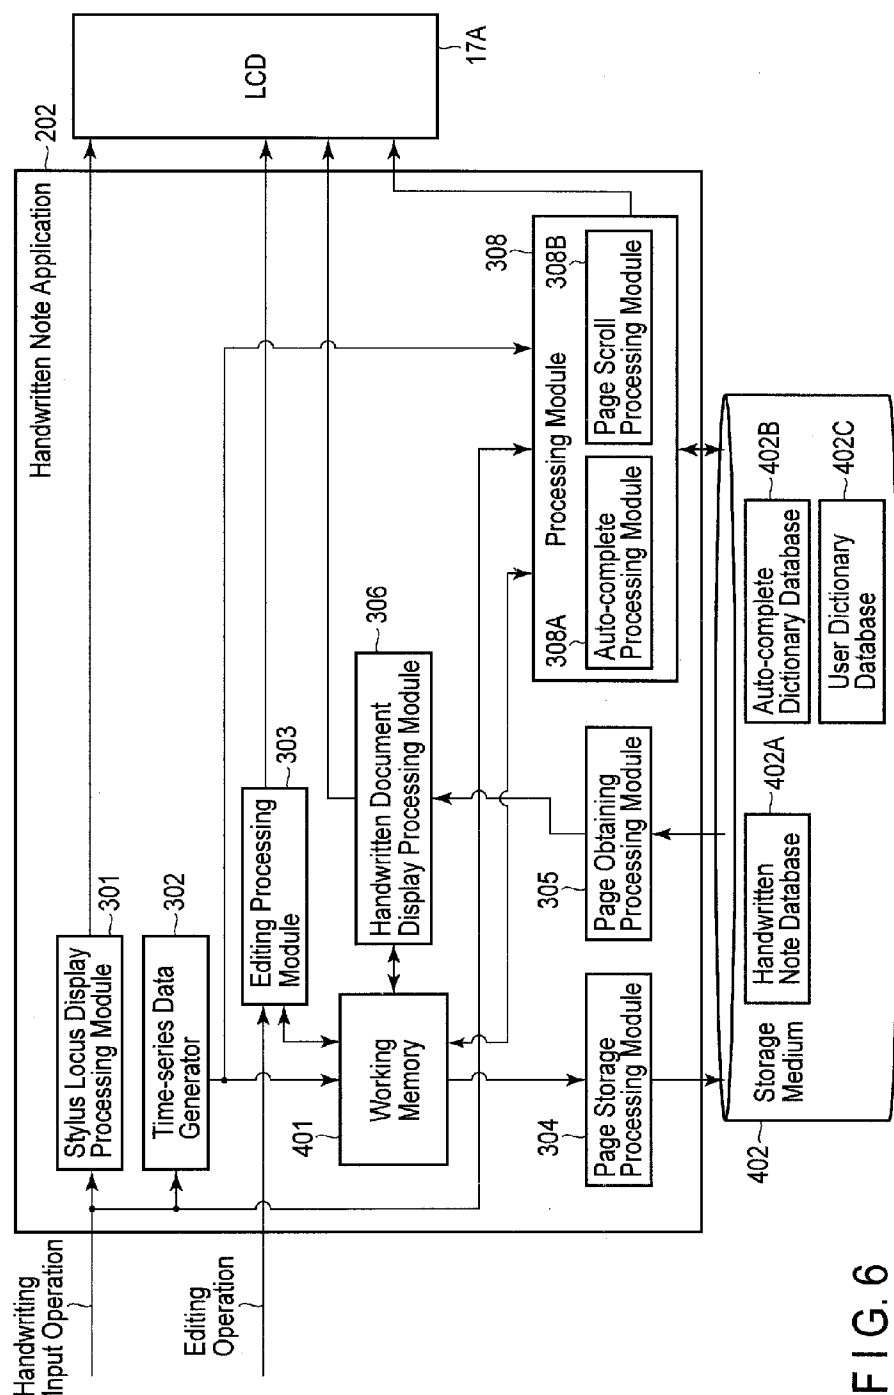 Handwriting
Input Operation
Editing
Operation
Handwritten Note Application
202
LCD
17A
Stylus Locus Display
Processing Module
301
Time-series Data
Generator
302
Editing Processing
Module
303
401
Working
Memory
Handwritten Document
Display Processing Module
306
304
Page Storage
Processing Module
305
Page Obtaining
Processing Module
Processing Module
308
308A
Auto-complete
Processing Module
308B
Page Scroll
Processing Module
402
Storage
Medium
Handwritten
Note Database
402A
Auto-complete
Dictionary Database
402B
User Dictionary
Database
402C
FIG. 6